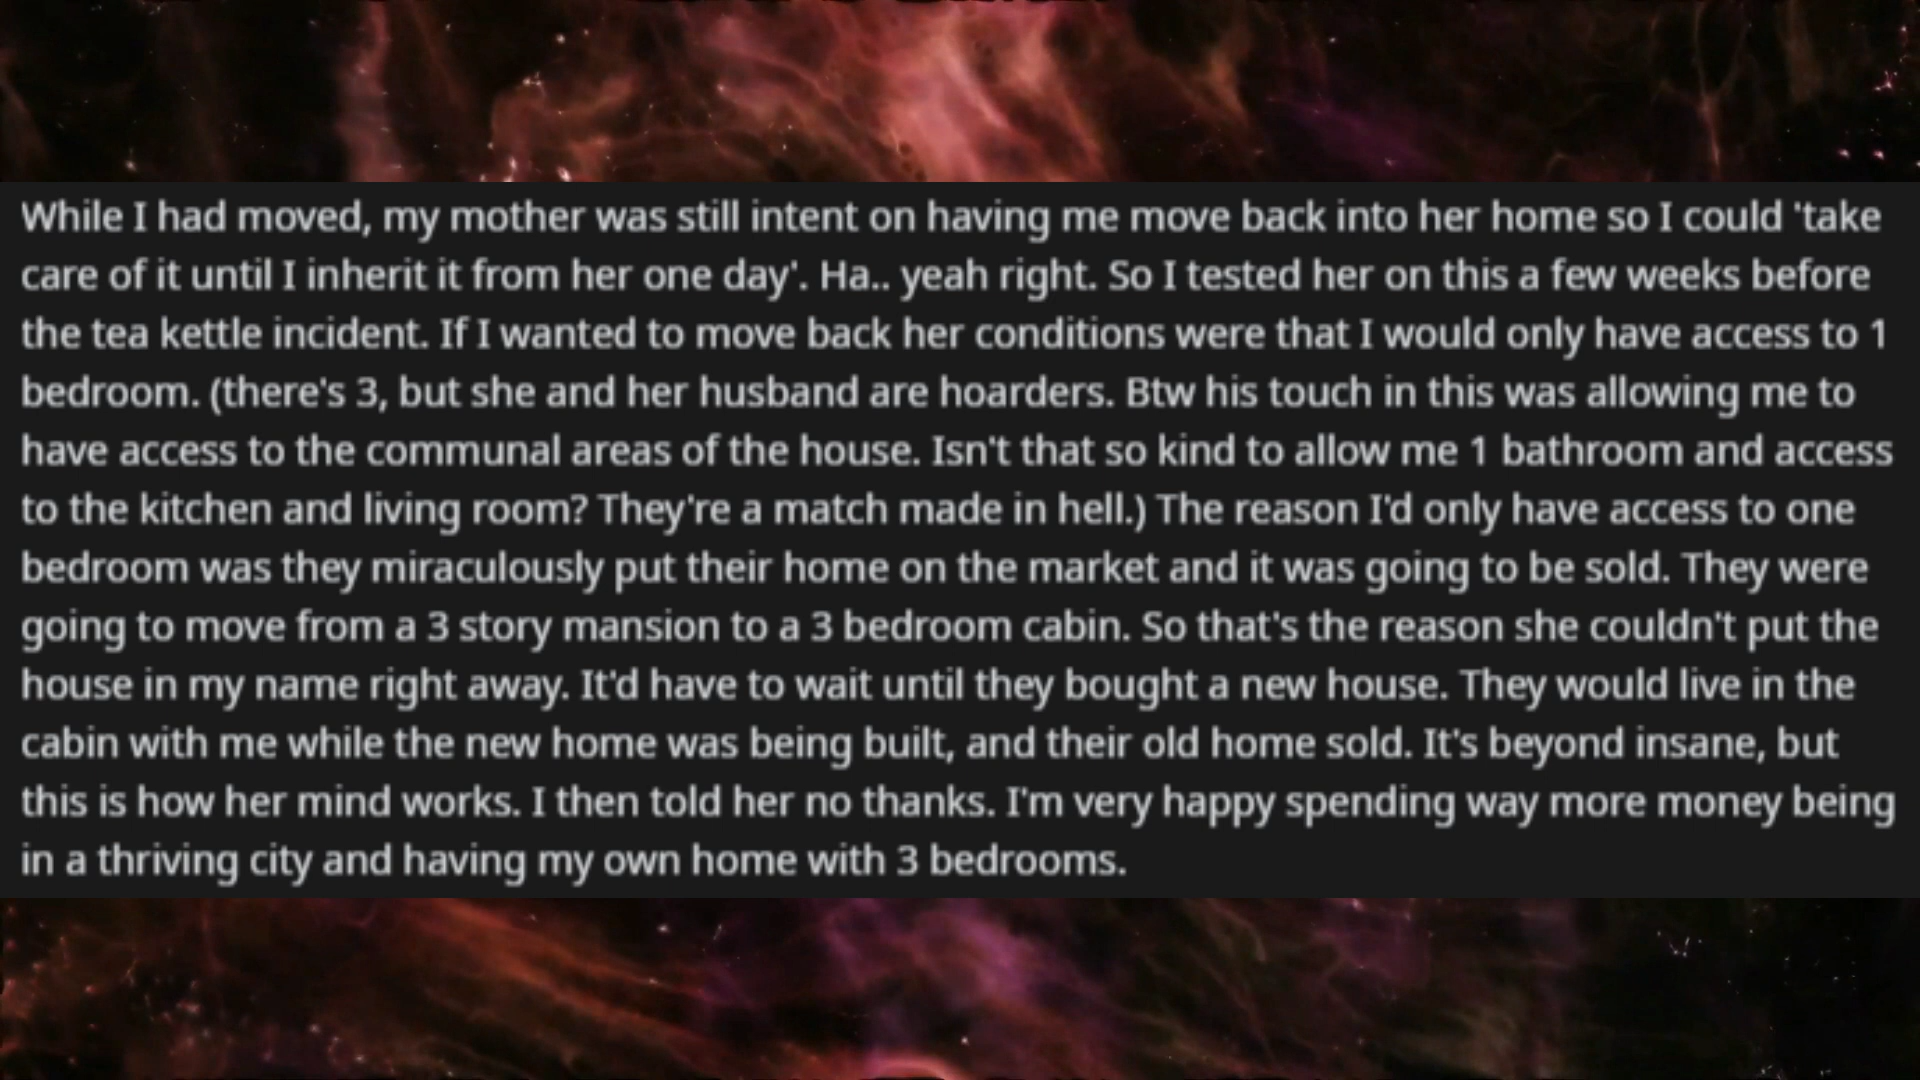 While I had moved, my mother was still intent on having me move back into her home so I could 'take
care of it until I inherit it from her one day'. Ha.. yeah right. So I tested her on this a few weeks before
the tea kettle incident. If I wanted to move back her conditions were that I would only have access to 1
bedroom. (there's 3, but she and her husband are hoarders. Btw his touch in this was allowing me to
have access to the communal areas of the house. Isn't that so kind to allow me 1 bathroom and access
to the kitchen and living room? They're a match made in hell.) The reason I'd only have access to one
bedroom was they miraculously put their home on the market and it was going to be sold. They were
going to move from a 3 story mansion to a 3 bedroom cabin. So that's the reason she couldn't put the
house in my name right away. It'd have to wait until they bought a new house. They would live in the
cabin with me while the new home was being built, and their old home sold. It's beyond insane, but
this is how her mind works. I then told her no thanks. I'm very happy spending way more money being
in a thriving city and having my own home with 3 bedrooms.